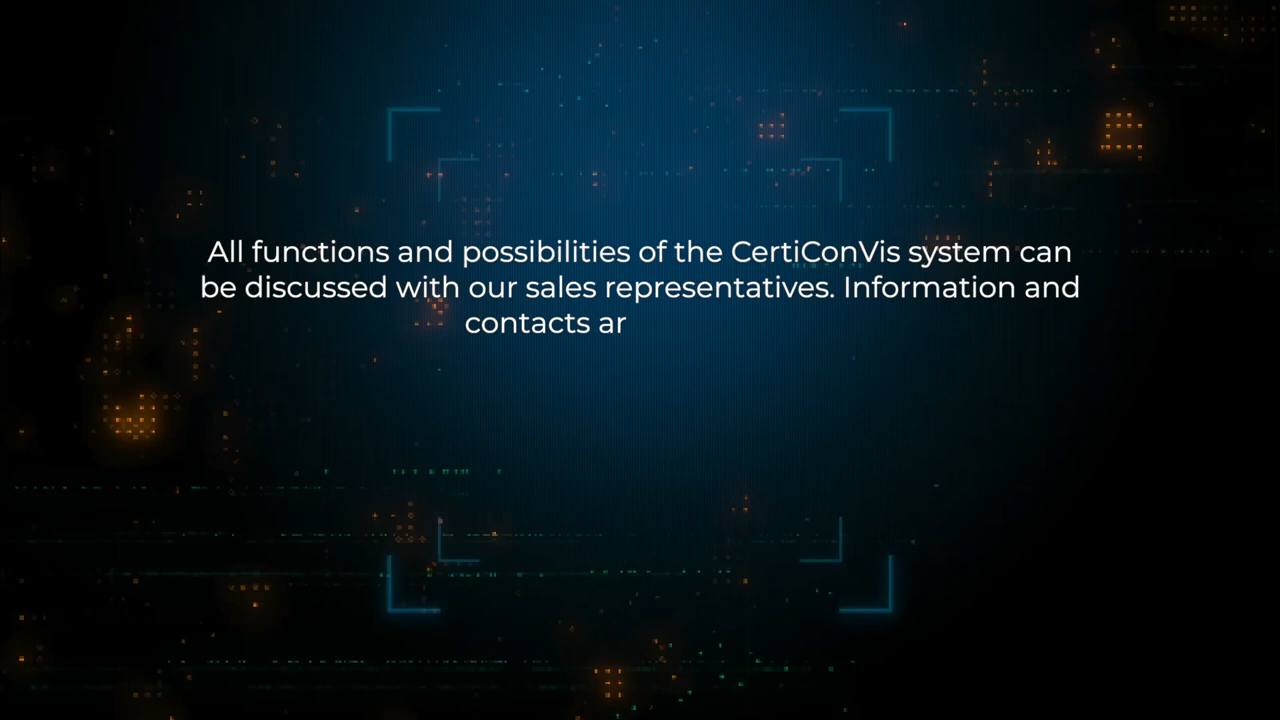 All functions and possibilities of the CertiConVis system can
be discussed with our sales representatives. Information and
contacts ar